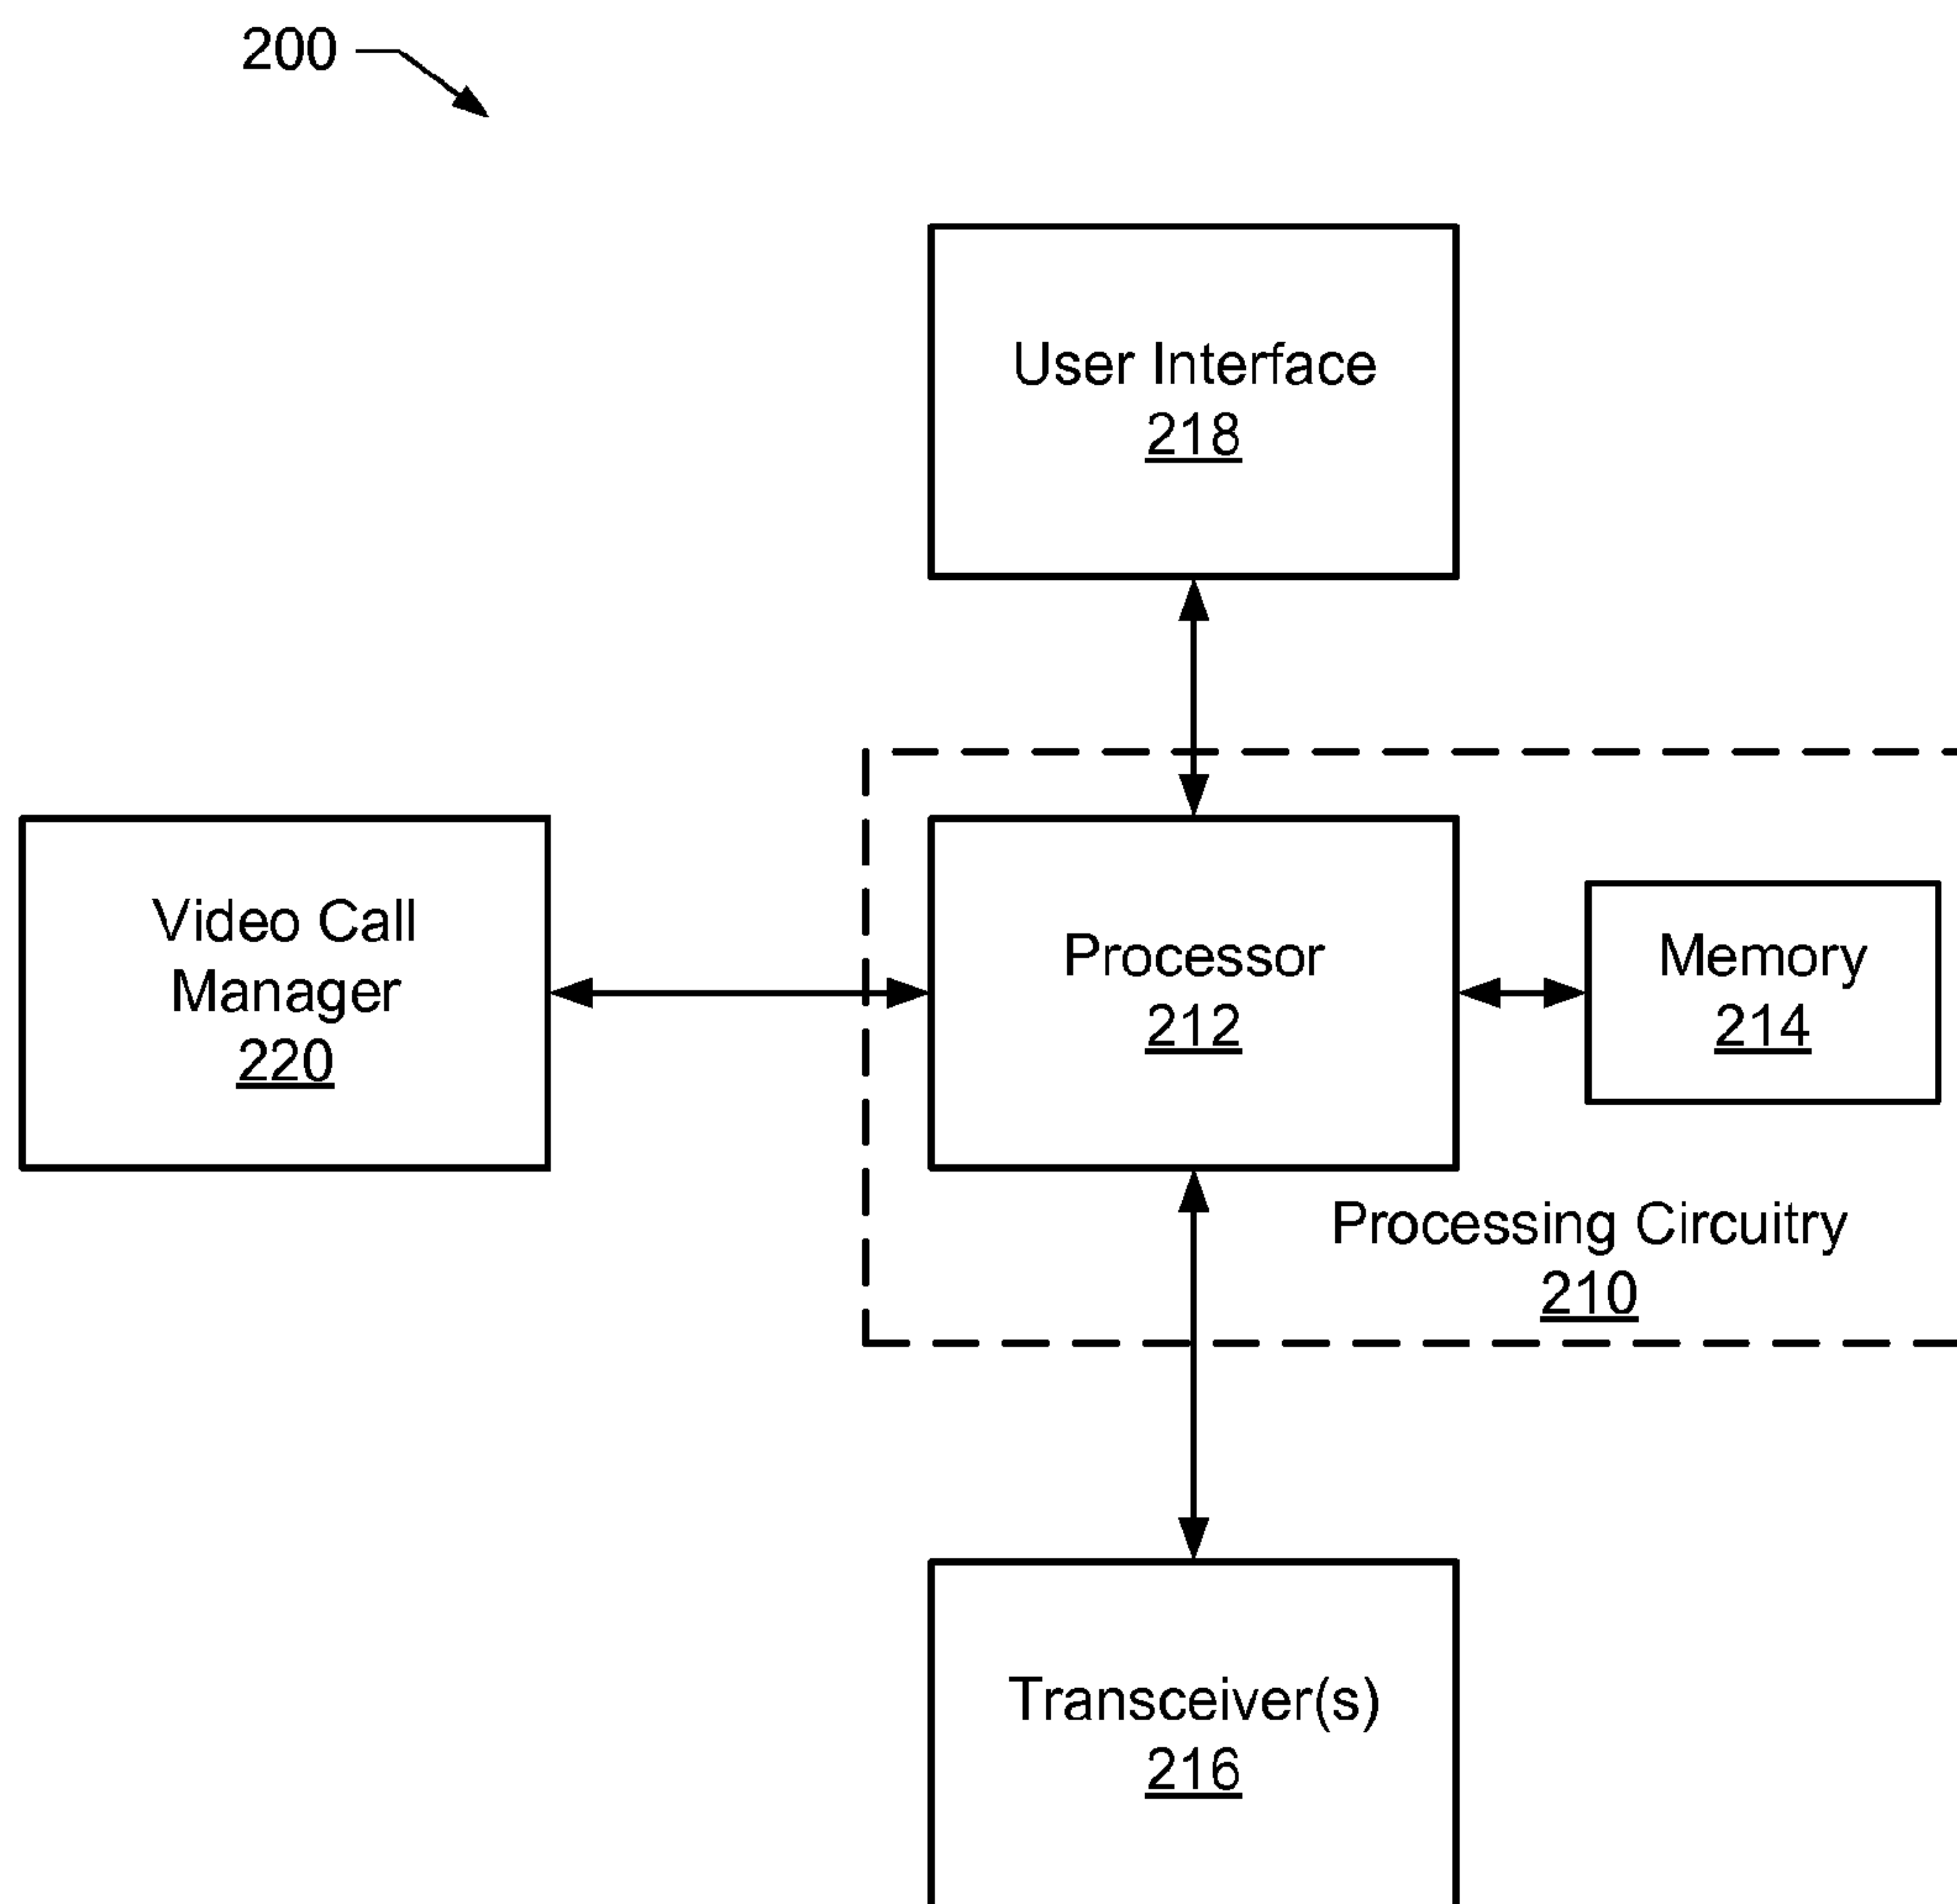 200
User Interface
218
Video Call
Manager
220
Processor
212
Memory
214
Processing Circuitry
210
Transceiver(s)
216